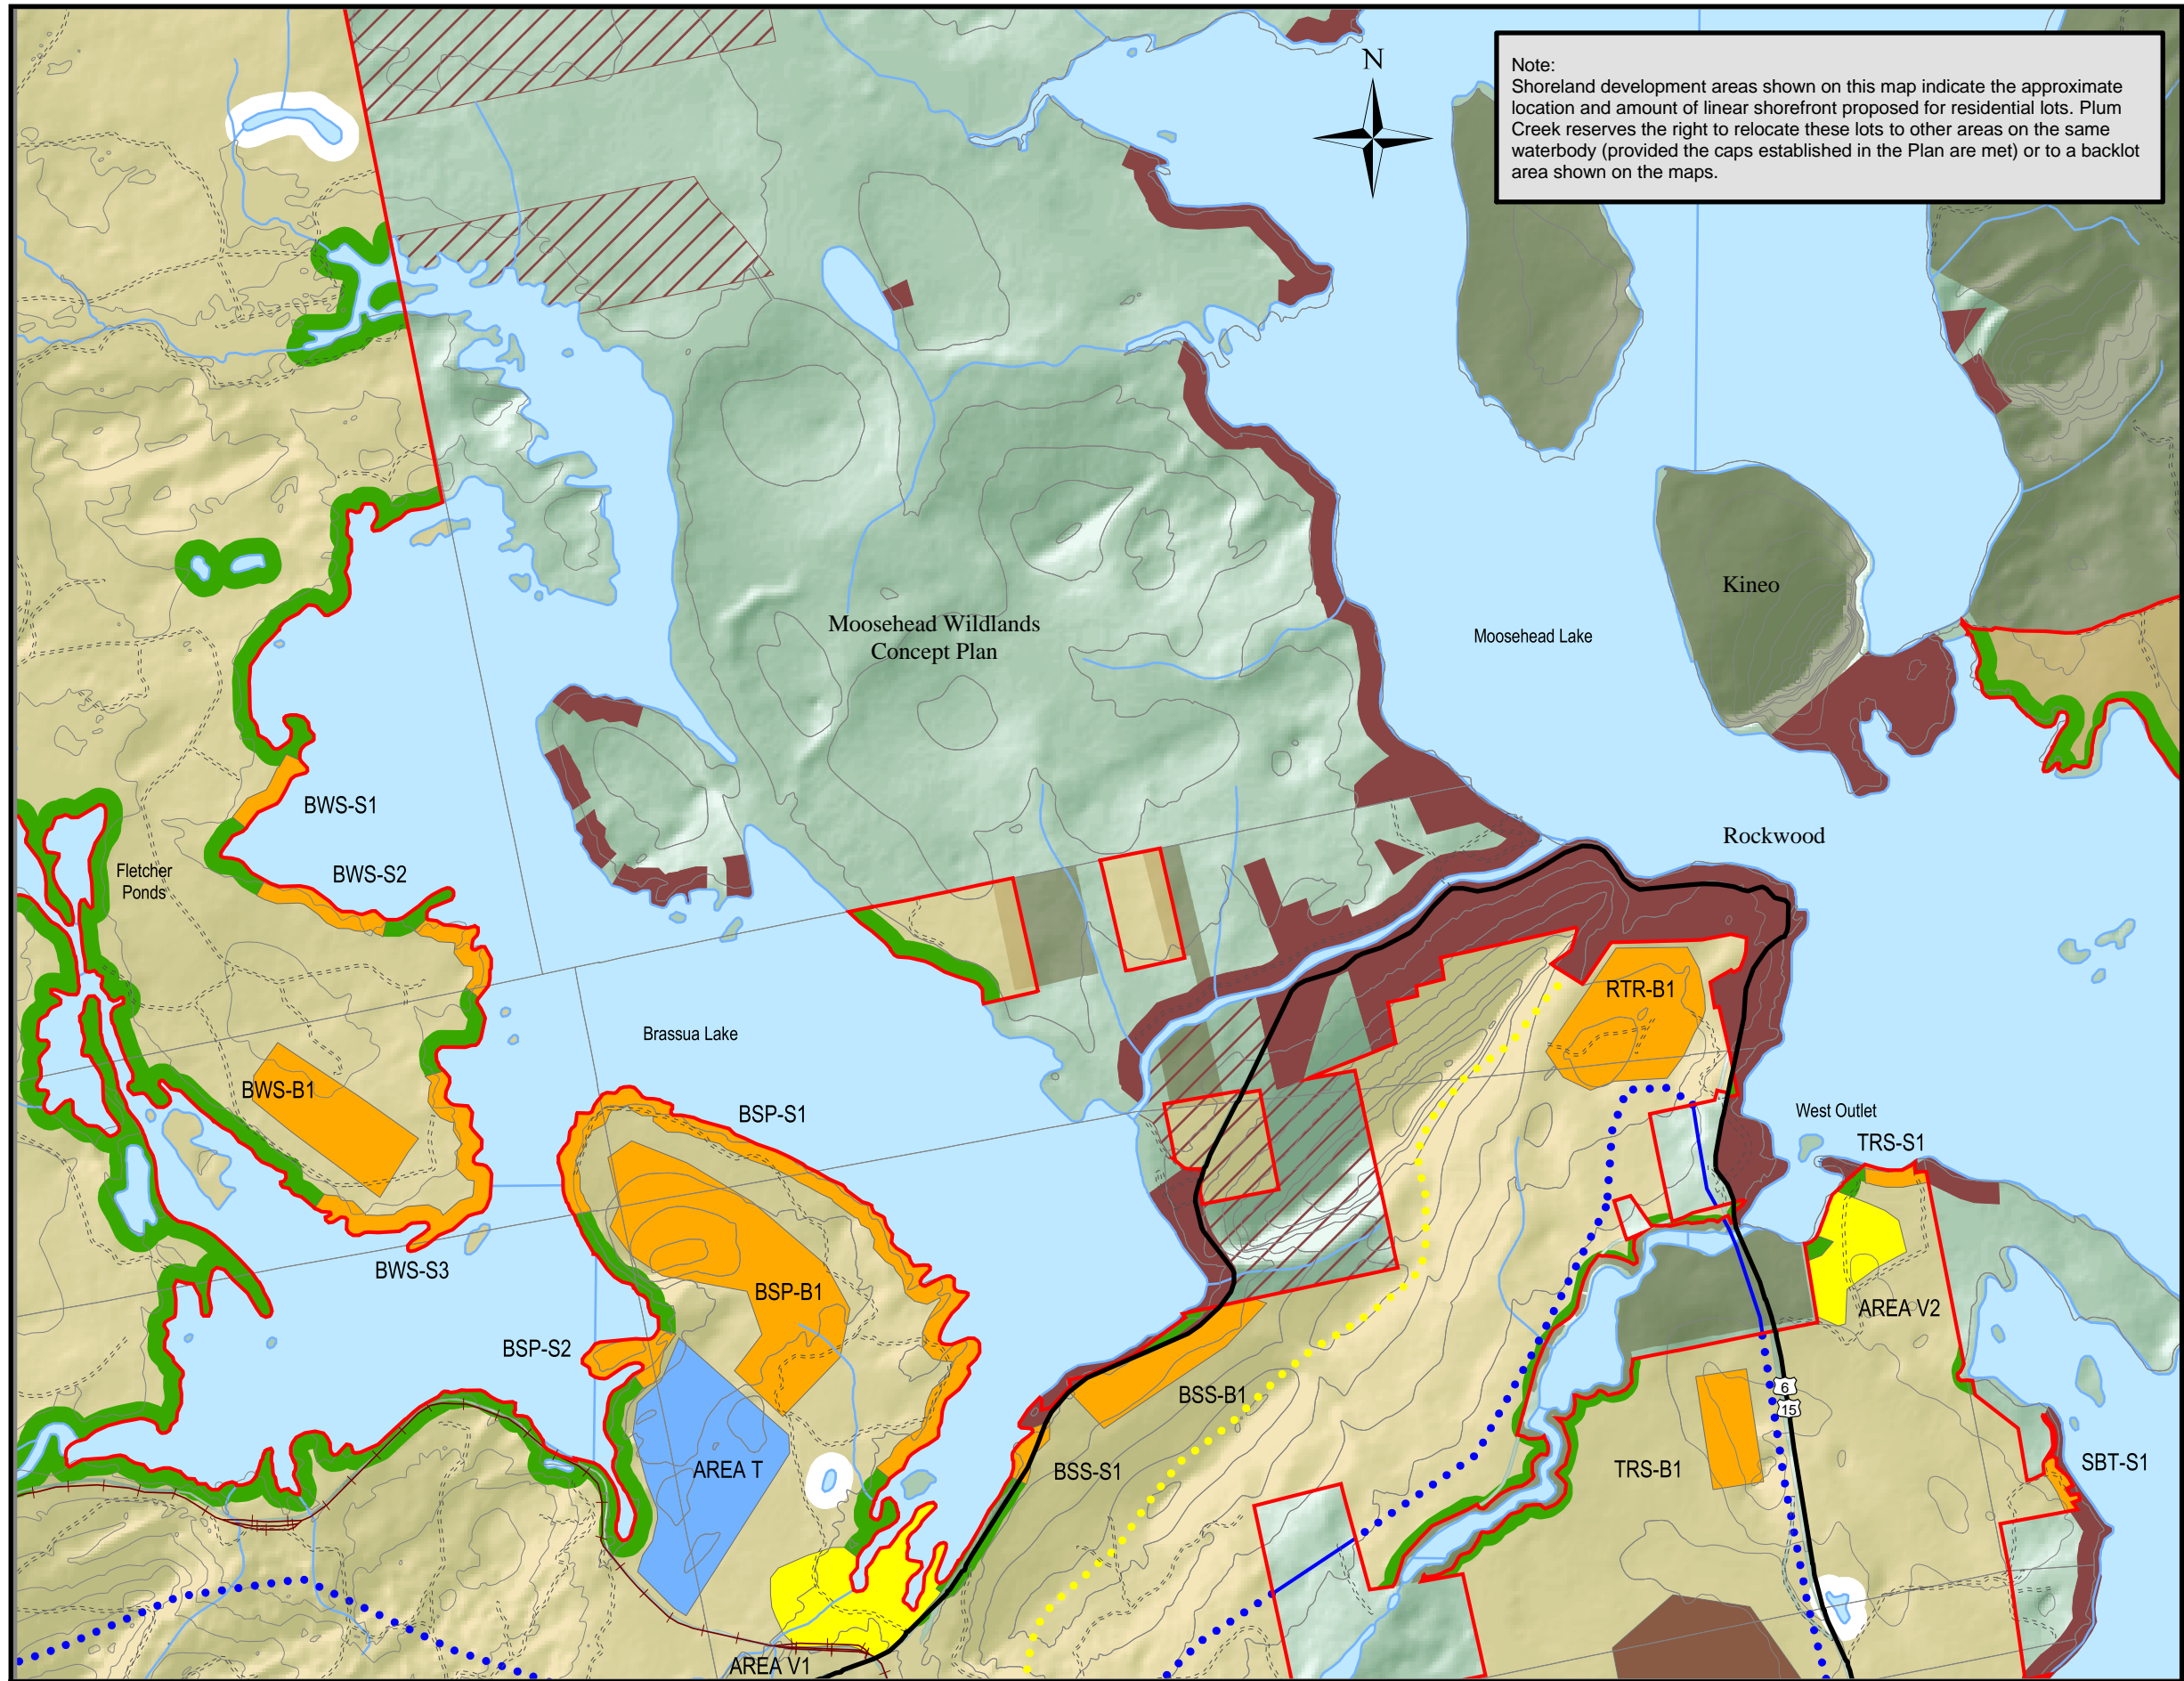 N
Note:
Shoreland development areas shown on this map indicate the approximate
location and amount of linear shorefront proposed for residential lots. Plum
Creek reserves the right to relocate these lots to other areas on the same
waterbody (provided the caps established in the Plan are met) or to a backlot
area shown on the maps.
Kineo
Moosehead Wildlands
Concept Plan
Moosehead Lake
BWS-S1
Rockwood
BWS-S2
Fletcher
Ponds
RTR-B1
Brassua Lake
BWS-B1
BSP-S1
West Outlet
TRS-S1
BWS-S3
BSP-B1
AREA V2
BSP-S2
6
15
BSS-B1
AREA T
BSS-S1
TRS-B1
SBT-S1
AREA V1